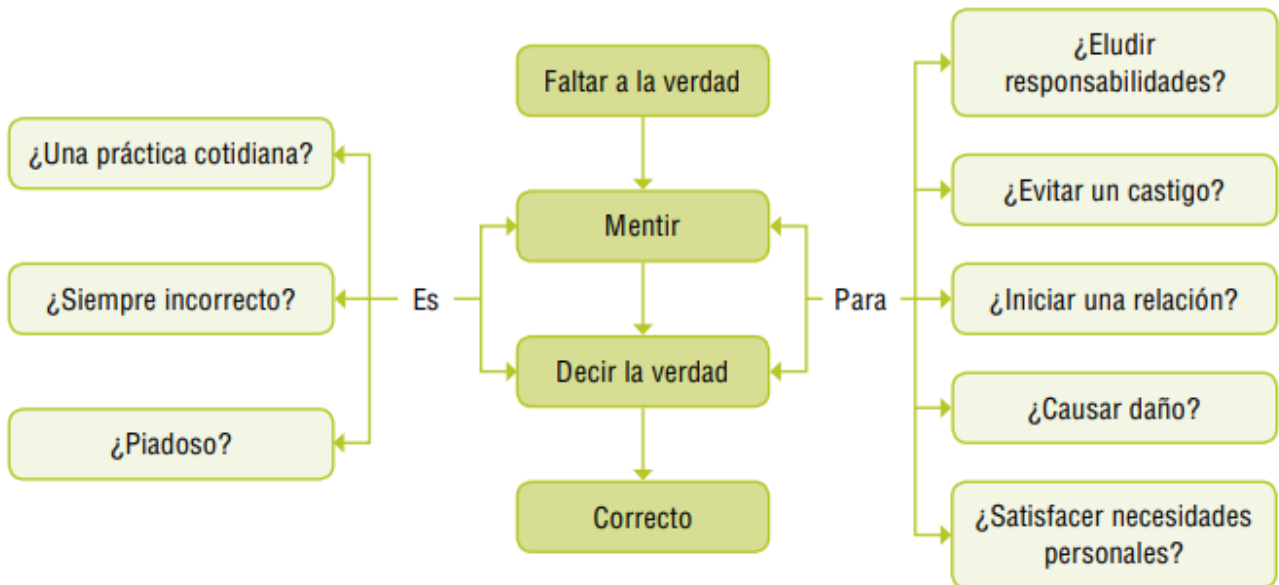 ¿Una práctica cotidiana?
¿Siempre incorrecto?
¿Piadoso?
Es
Faltar a la verdad
Mentir
Decir la verdad
Correcto
Para
¿Eludir
responsabilidades?
¿Evitar un castigo?
¿Iniciar una relación?
¿Causar daño?
¿Satisfacer necesidades
personales?